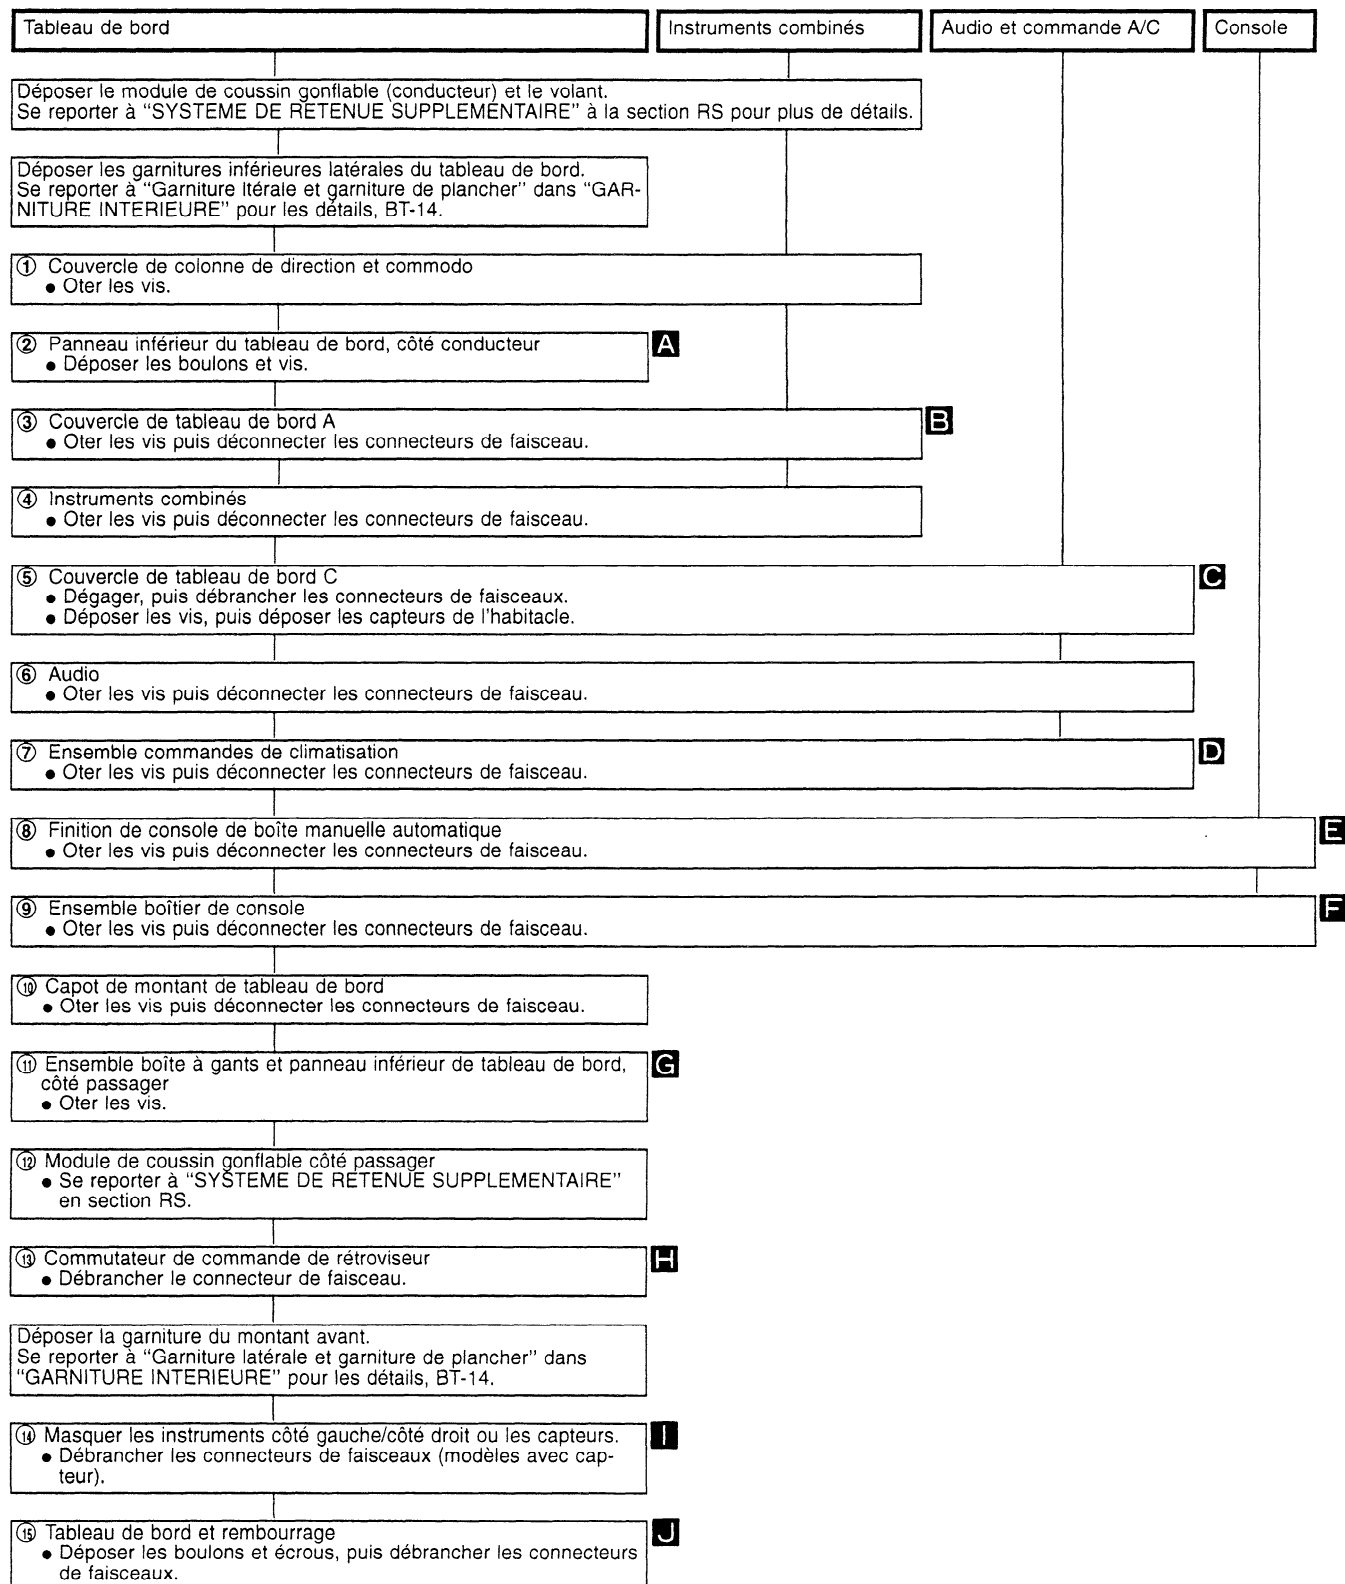 Tableau de bord
Instruments combinés
Audio et commande A/C
Console
Déposer le module de coussin gonflable (conducteur) et le volant.
Se reporter à "SYSTEME DE RETENUE SUPPLEMENTAIRE" à la section RS pour plus de détails.
Déposer les garnitures inférieures latérales du tableau de bord.
Se reporter à "Garniture ltérale et garniture de plancher" dans "GAR-
NITURE INTERIEURE" pour les détails, BT-14.
① Couvercle de colonne de direction et commodo
● Oter les vis.
② Panneau inférieur du tableau de bord, côté conducteur
● Déposer les boulons et vis.
A
③ Couvercle de tableau de bord A
● Oter les vis puis déconnecter les connecteurs de faisceau.
B
④ Instruments combinés
● Oter les vis puis déconnecter les connecteurs de faisceau.
⑤ Couvercle de tableau de bord C
● Dégager, puis débrancher les connecteurs de faisceaux.
● Déposer les vis, puis déposer les capteurs de l'habitacle.
C
⑥ Audio
● Oter les vis puis déconnecter les connecteurs de faisceau.
⑦ Ensemble commandes de climatisation
● Oter les vis puis déconnecter les connecteurs de faisceau.
D
⑧ Finition de console de boîte manuelle automatique
● Oter les vis puis déconnecter les connecteurs de faisceau.
E
⑨ Ensemble boîtier de console
● Oter les vis puis déconnecter les connecteurs de faisceau.
F
⑩ Capot de montant de tableau de bord
● Oter les vis puis déconnecter les connecteurs de faisceau.
⑪ Ensemble boîte à gants et panneau inférieur de tableau de bord,
côté passager
● Oter les vis.
G
⑫ Module de coussin gonflable côté passager
● Se reporter à "SYSTEME DE RETENUE SUPPLEMENTAIRE"
en section RS.
⑬ Commutateur de commande de rétroviseur
● Débrancher le connecteur de faisceau.
H
Déposer la garniture du montant avant.
Se reporter à "Garniture latérale et garniture de plancher" dans
"GARNITURE INTERIEURE" pour les détails, BT-14.
⑭ Masquer les instruments côté gauche/côté droit ou les capteurs.
● Débrancher les connecteurs de faisceaux (modèles avec cap-
teur).
I
⑮ Tableau de bord et rembourrage
● Déposer les boulons et écrous, puis débrancher les connecteurs
de faisceaux.
J